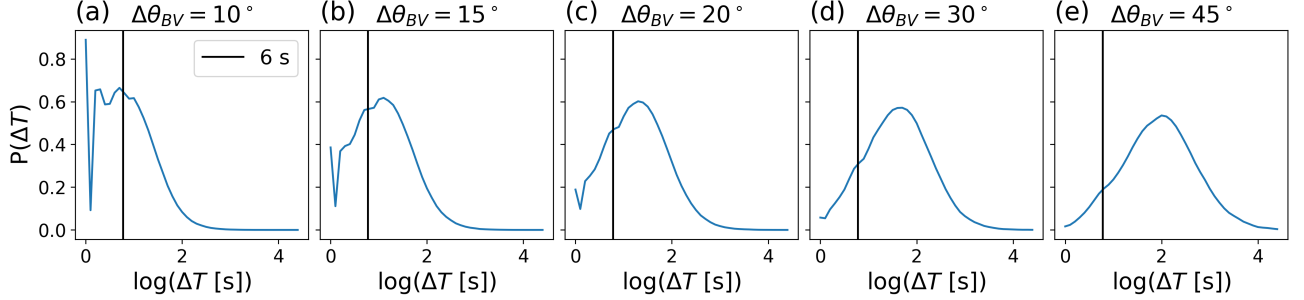 (a) Δθ_BV = 10° (b) Δθ_BV = 15° (c) Δθ_BV = 20° (d) Δθ_BV = 30° (e) Δθ_BV = 45°
6 s
P(ΔT)
0.8
0.6
0.4
0.2
0.0
0 2 4 0 2 4 0 2 4 0 2 4 0 2 4
log(ΔT [s]) log(ΔT [s]) log(ΔT [s]) log(ΔT [s]) log(ΔT [s])